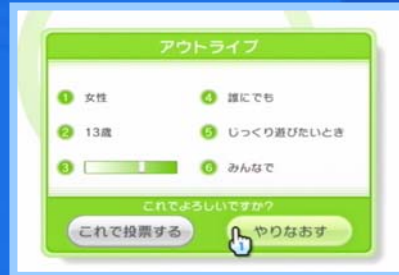 アウトライブ
1 女性
2 13歳
3
4 誰にでも
5 じっくり遊びたいとき
6 みんなで
これでよろしいですか?
これで投票する
やりなおす
1